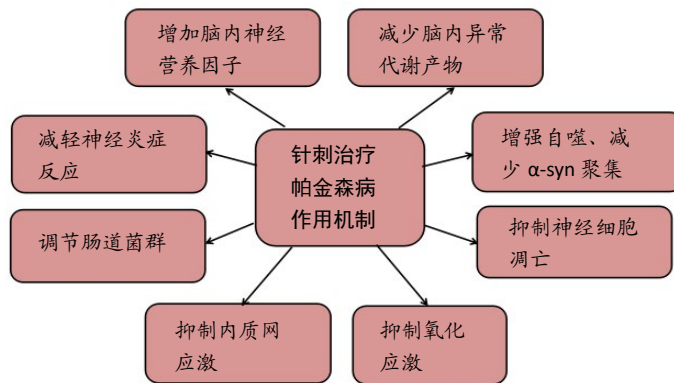 增加脑内神经
营养因子
减少脑内异常
代谢产物
减轻神经炎症
反应
针刺治疗
帕金森病
作用机制
增强自噬、减
少 α-syn 聚集
调节肠道菌群
抑制神经细胞
凋亡
抑制内质网
应激
抑制氧化
应激